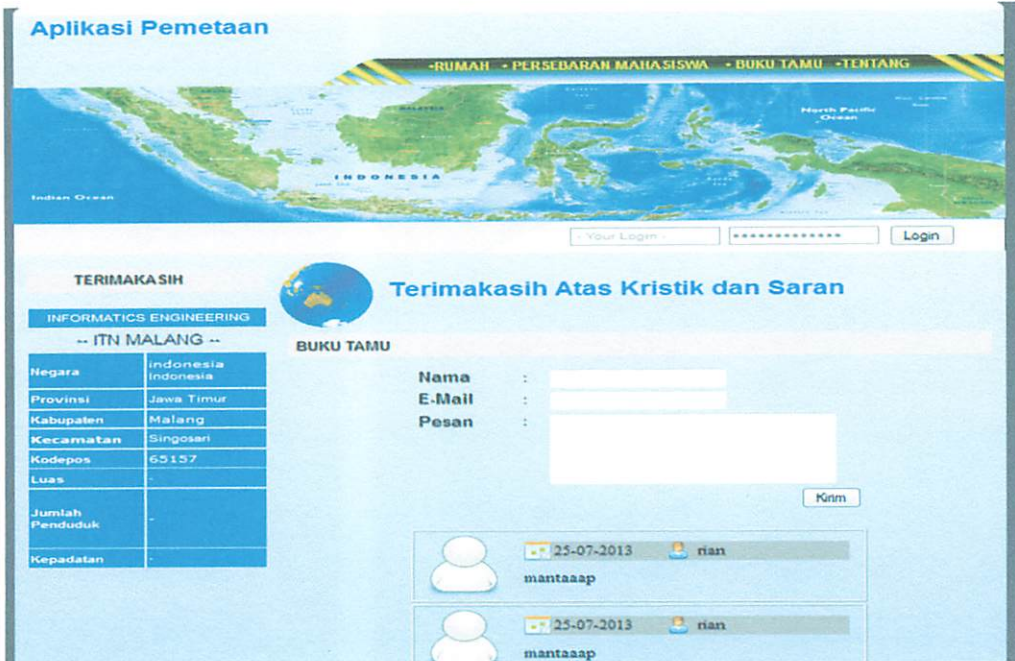 Aplikasi Pemetaan
•RUMAH • PERSEBARAN MAHASISWA • BUKU TAMU •TENTANG
MALAYSIA
North Pacific
Ocean
INDONESIA
Indian Ocean
- Your Login - ************* Login
TERIMAKASIH
Terimakasih Atas Kristik dan Saran
INFORMATICS ENGINEERING
-- ITN MALANG --
BUKU TAMU
Negara indonesia
Indonesia
Provinsi Jawa Timur
Kabupaten Malang
Kecamatan Singosari
Kodepos 65157
Luas -
Jumlah
Penduduk -
Kepadatan -
Nama :
E-Mail :
Pesan :
Kirim
25-07-2013 rian
mantaaap
25-07-2013 rian
mantaaap